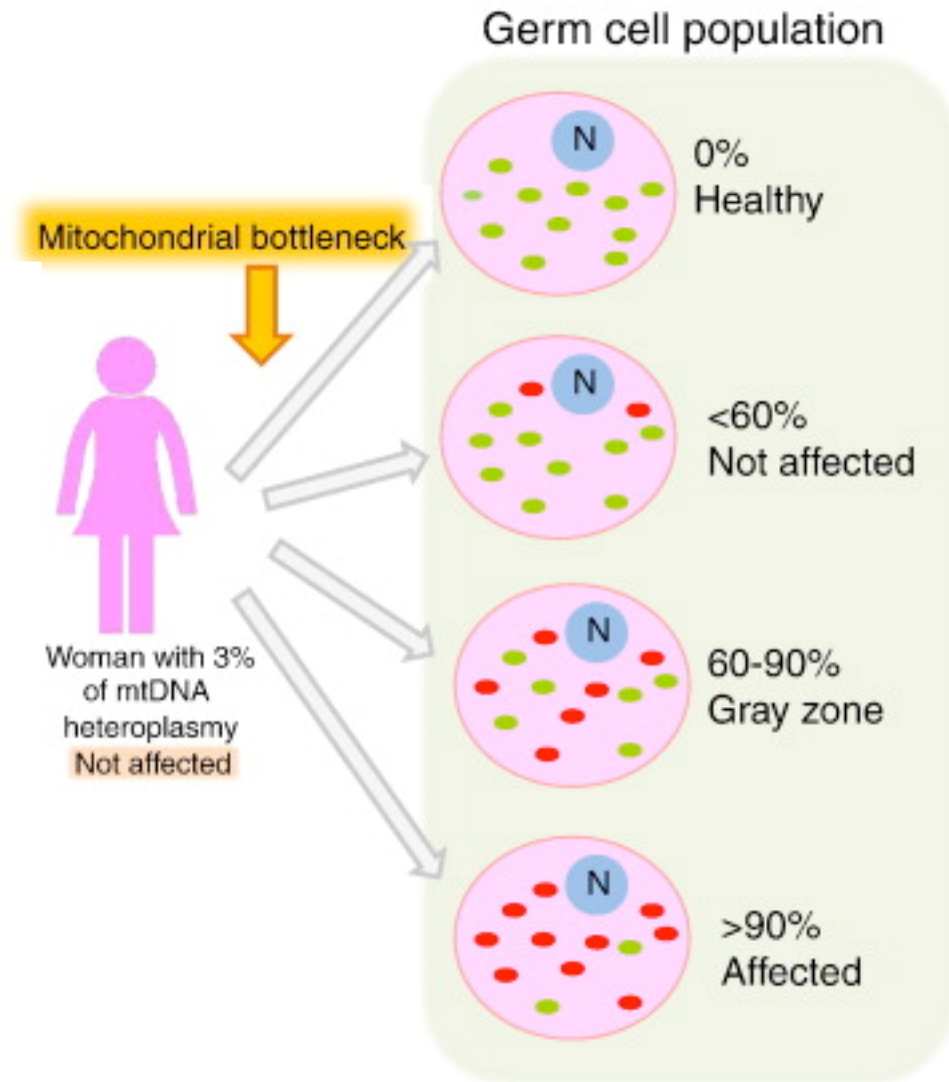 Germ cell population
N
0%
Healthy
Mitochondrial bottleneck
N
<60%
Not affected
Woman with 3%
of mtDNA
heteroplasmy
Not affected
N
60-90%
Gray zone
N
>90%
Affected